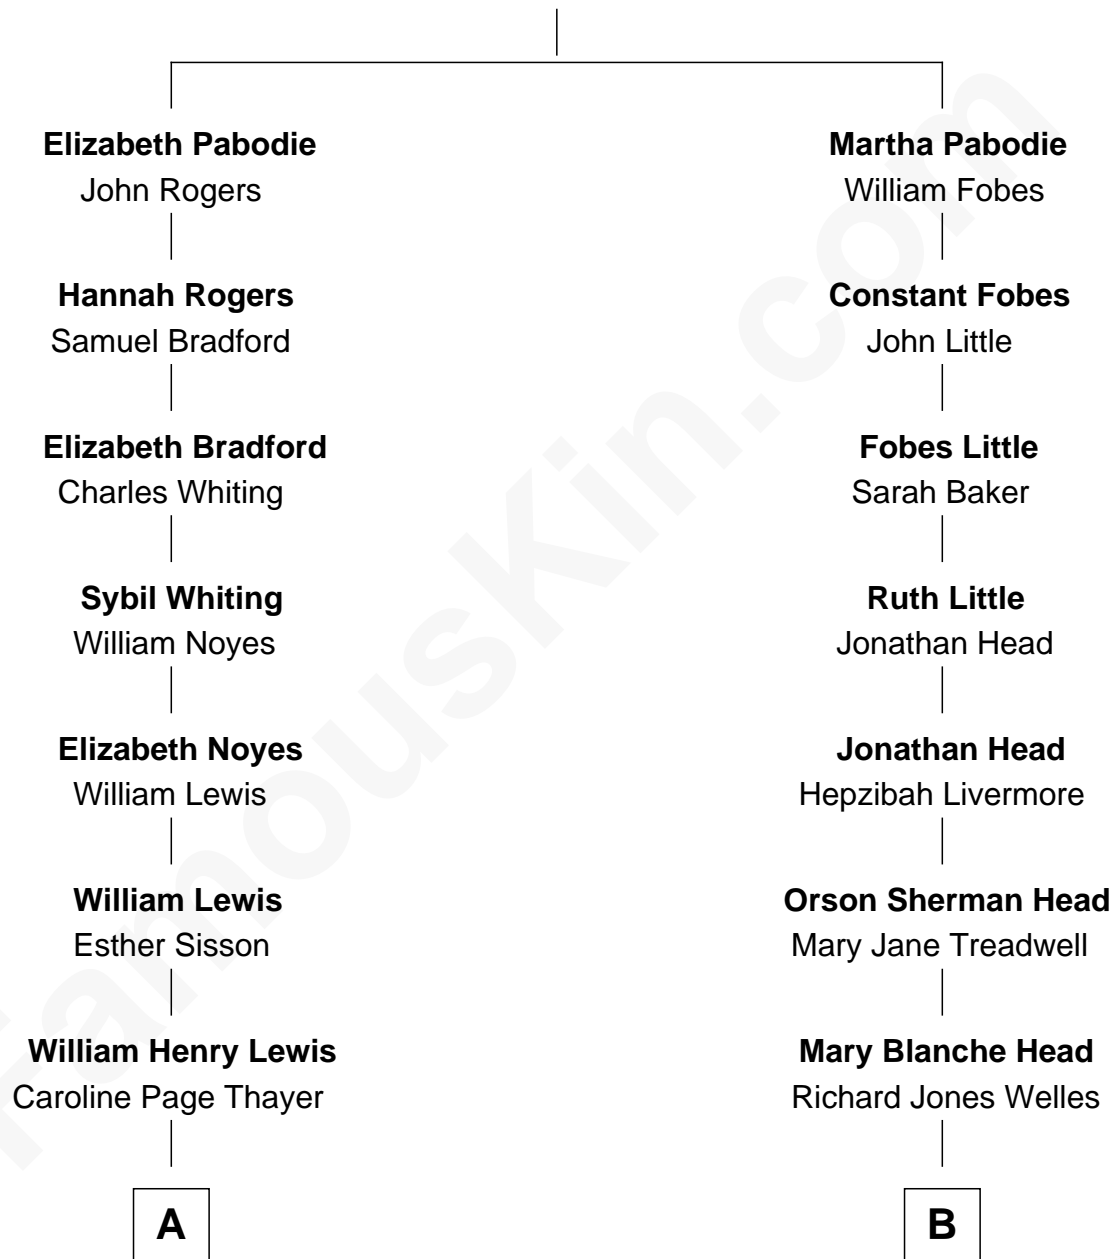 Elizabeth Pabodie
John Rogers
Hannah Rogers
Samuel Bradford
Elizabeth Bradford
Charles Whiting
Sybil Whiting
William Noyes
Elizabeth Noyes
William Lewis
William Lewis
Esther Sisson
William Henry Lewis
Caroline Page Thayer
A
Martha Pabodie
William Fobes
Constant Fobes
John Little
Fobes Little
Sarah Baker
Ruth Little
Jonathan Head
Jonathan Head
Hepzibah Livermore
Orson Sherman Head
Mary Jane Treadwell
Mary Blanche Head
Richard Jones Welles
B
FamousKin.com